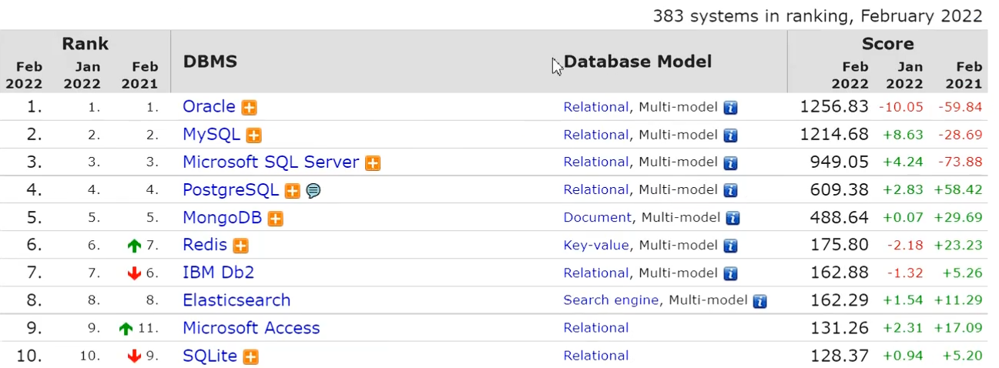 383 systems in ranking, February 2022
Rank DBMS Database Model Score
Feb 2022 Jan 2022 Feb 2021 Feb 2022 Jan 2022 Feb 2021
1. 1. 1. Oracle Relational, Multi-model 1256.83 -10.05 -59.84
2. 2. 2. MySQL Relational, Multi-model 1214.68 +8.63 -28.69
3. 3. 3. Microsoft SQL Server Relational, Multi-model 949.05 +4.24 -73.88
4. 4. 4. PostgreSQL Relational, Multi-model 609.38 +2.83 +58.42
5. 5. 5. MongoDB Document, Multi-model 488.64 +0.07 +29.69
6. 6. 7. Redis Key-value, Multi-model 175.80 -2.18 +23.23
7. 7. 6. IBM Db2 Relational, Multi-model 162.88 -1.32 +5.26
8. 8. 8. Elasticsearch Search engine, Multi-model 162.29 +1.54 +11.29
9. 9. 11. Microsoft Access Relational 131.26 +2.31 +17.09
10. 10. 9. SQLite Relational 128.37 +0.94 +5.20